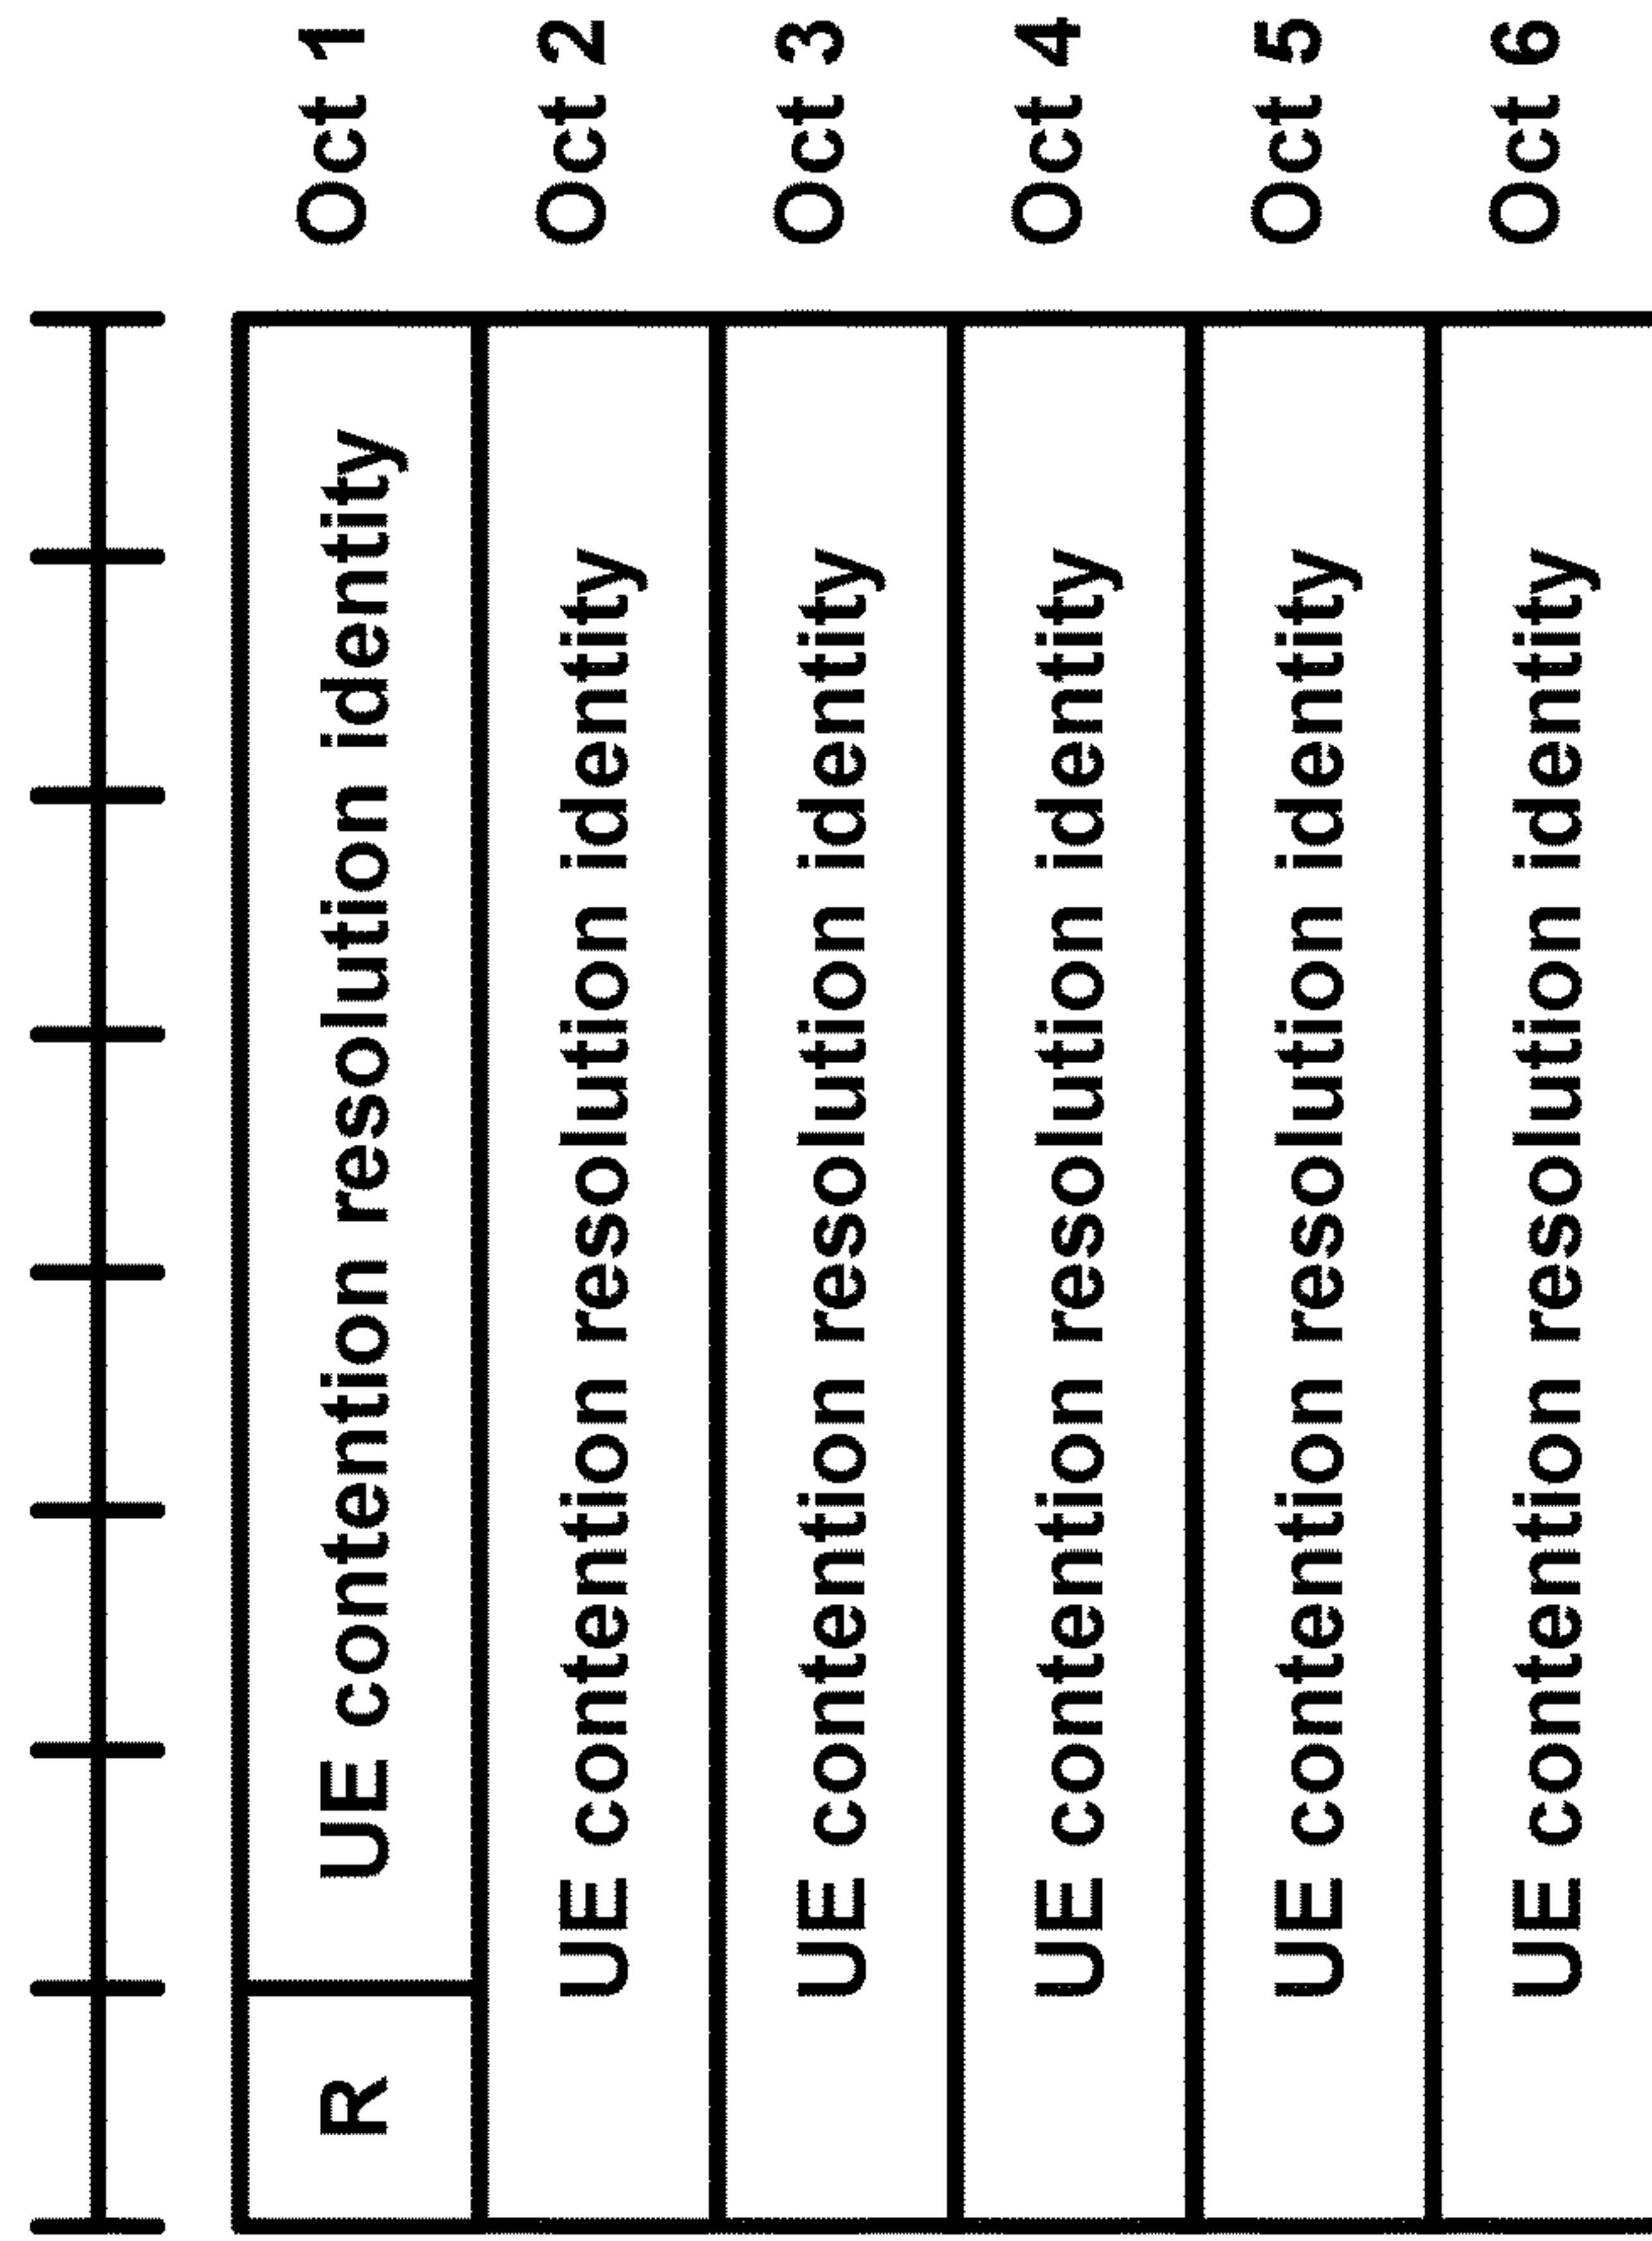 R UE contention resolution identity Oct 1
UE contention resolution identity Oct 2
UE contention resolution identity Oct 3
UE contention resolution identity Oct 4
UE contention resolution identity Oct 5
UE contention resolution identity Oct 6